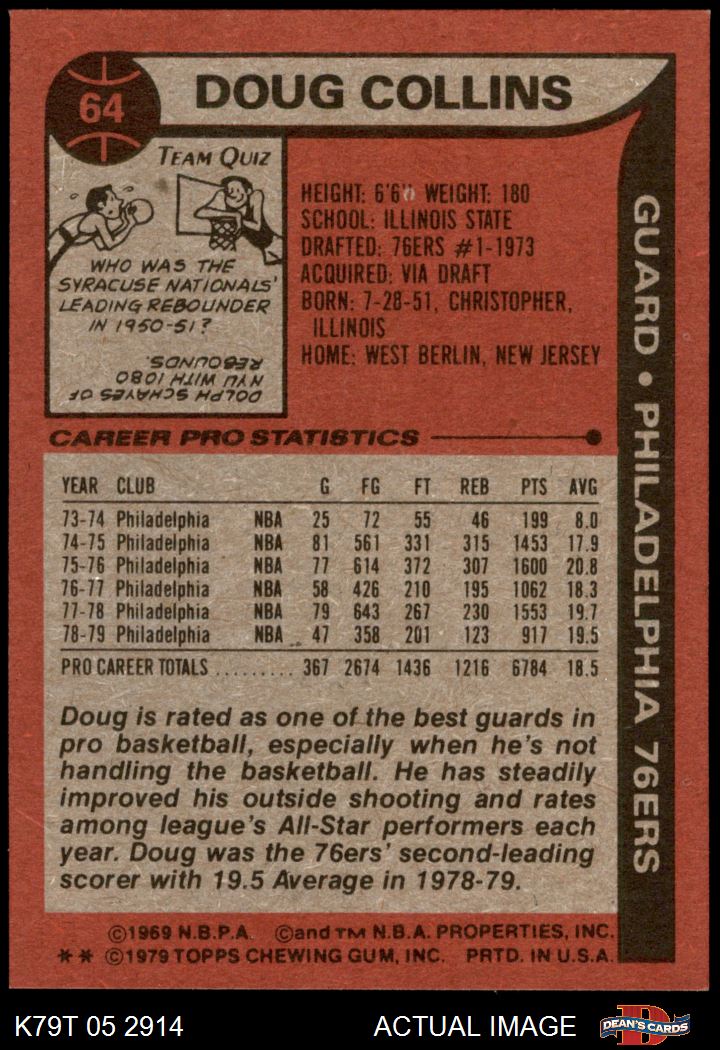 64
DOUG COLLINS
TEAM QUIZ
WHO WAS THE
SYRACUSE NATIONALS'
LEADING REBOUNDER
IN 1950-51?
DOLPH SCHAYES OF
NYU WITH 1080
REBOUNDS.
HEIGHT: 6'6" WEIGHT: 180
SCHOOL: ILLINOIS STATE
DRAFTED: 76ERS #1-1973
ACQUIRED: VIA DRAFT
BORN: 7-28-51, CHRISTOPHER,
ILLINOIS
HOME: WEST BERLIN, NEW JERSEY
GUARD • PHILADELPHIA 76ERS
CAREER PRO STATISTICS
YEAR CLUB G FG FT REB PTS AVG
73-74 Philadelphia NBA 25 72 55 46 199 8.0
74-75 Philadelphia NBA 81 561 331 315 1453 17.9
75-76 Philadelphia NBA 77 614 372 307 1600 20.8
76-77 Philadelphia NBA 58 426 210 195 1062 18.3
77-78 Philadelphia NBA 79 643 267 230 1553 19.7
78-79 Philadelphia NBA 47 358 201 123 917 19.5
PRO CAREER TOTALS ......... 367 2674 1436 1216 6784 18.5
Doug is rated as one of the best guards in
pro basketball, especially when he's not
handling the basketball. He has steadily
improved his outside shooting and rates
among league's All-Star performers each
year. Doug was the 76ers' second-leading
scorer with 19.5 Average in 1978-79.
©1969 N.B.P.A. ©and TM N.B.A. PROPERTIES, INC.
** ©1979 TOPPS CHEWING GUM, INC. PRTD. IN U.S.A.
K79T 05 2914 ACTUAL IMAGE DEAN'S CARDS